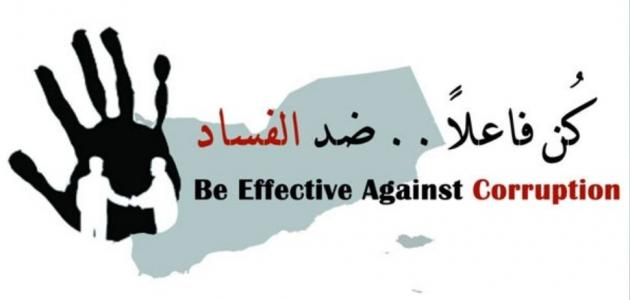 كُن فاعلاً . . ضد الفساد
Be Effective Against Corruption